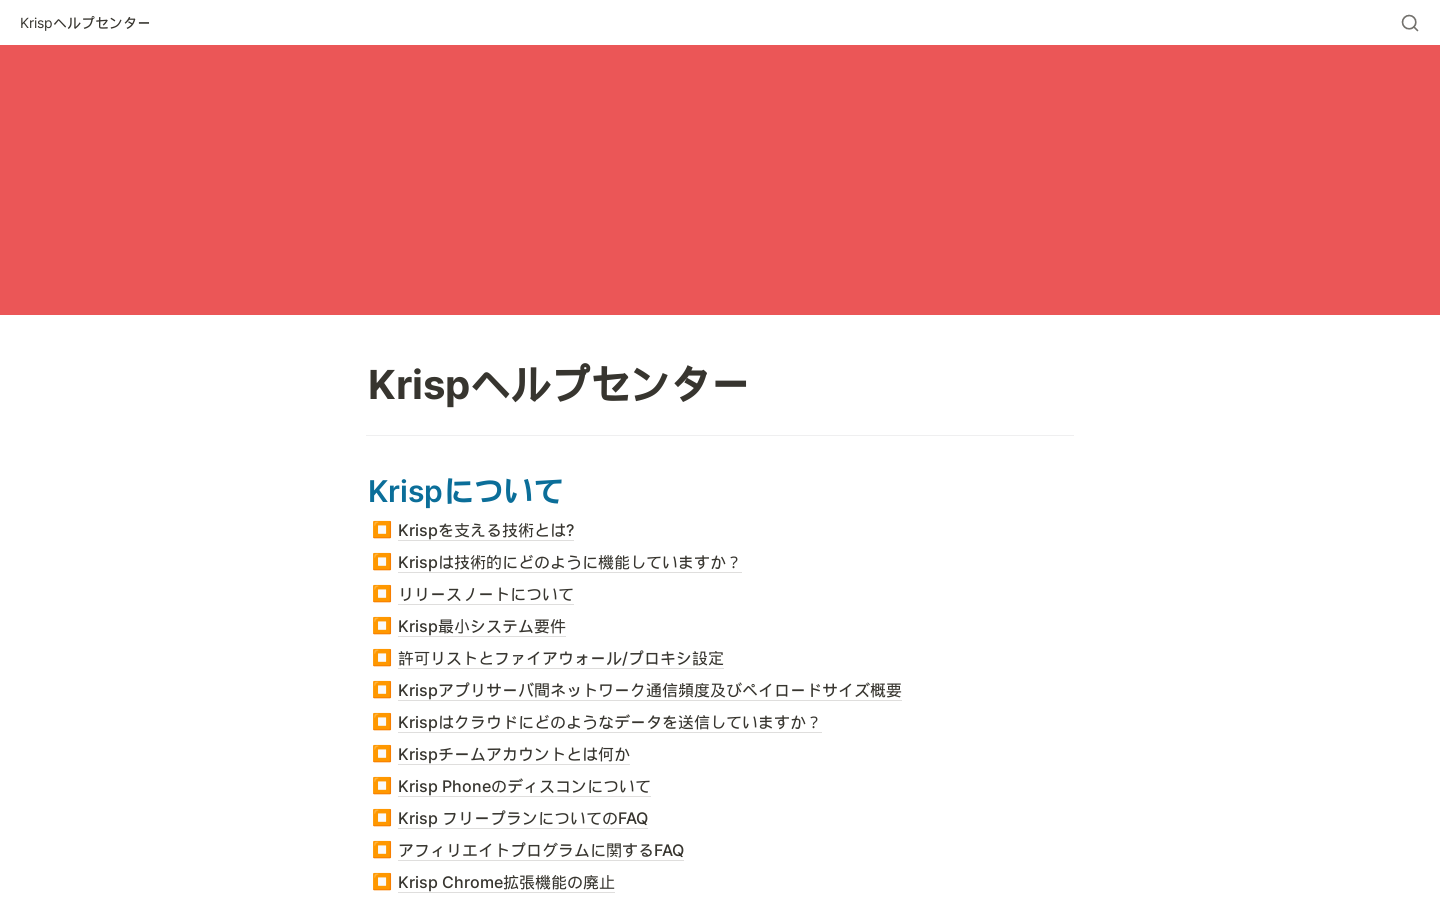 Krispヘルプセンター
Krispヘルプセンター
Krispについて
Krispを支える技術とは?
Krispは技術的にどのように機能していますか？
リリースノートについて
Krisp最小システム要件
許可リストとファイアウォール/プロキシ設定
Krispアプリサーバ間ネットワーク通信頻度及びペイロードサイズ概要
Krispはクラウドにどのようなデータを送信していますか？
Krispチームアカウントとは何か
Krisp Phoneのディスコンについて
Krisp フリープランについてのFAQ
アフィリエイトプログラムに関するFAQ
Krisp Chrome拡張機能の廃止